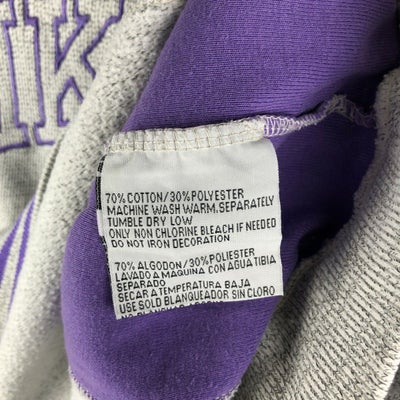 K
70% COTTON/30% POLYESTER
MACHINE WASH WARM, SEPARATELY
TUMBLE DRY LOW
ONLY NON CHLORINE BLEACH IF NEEDED
DO NOT IRON DECORATION
70% ALGODON/30% POLIESTER
LAVADO A MAQUINA CON AGUA TIBIA
SEPARADO
SECAR A TEMPERATURA BAJA
USE SOLO BLANQUEADOR SIN CLORO